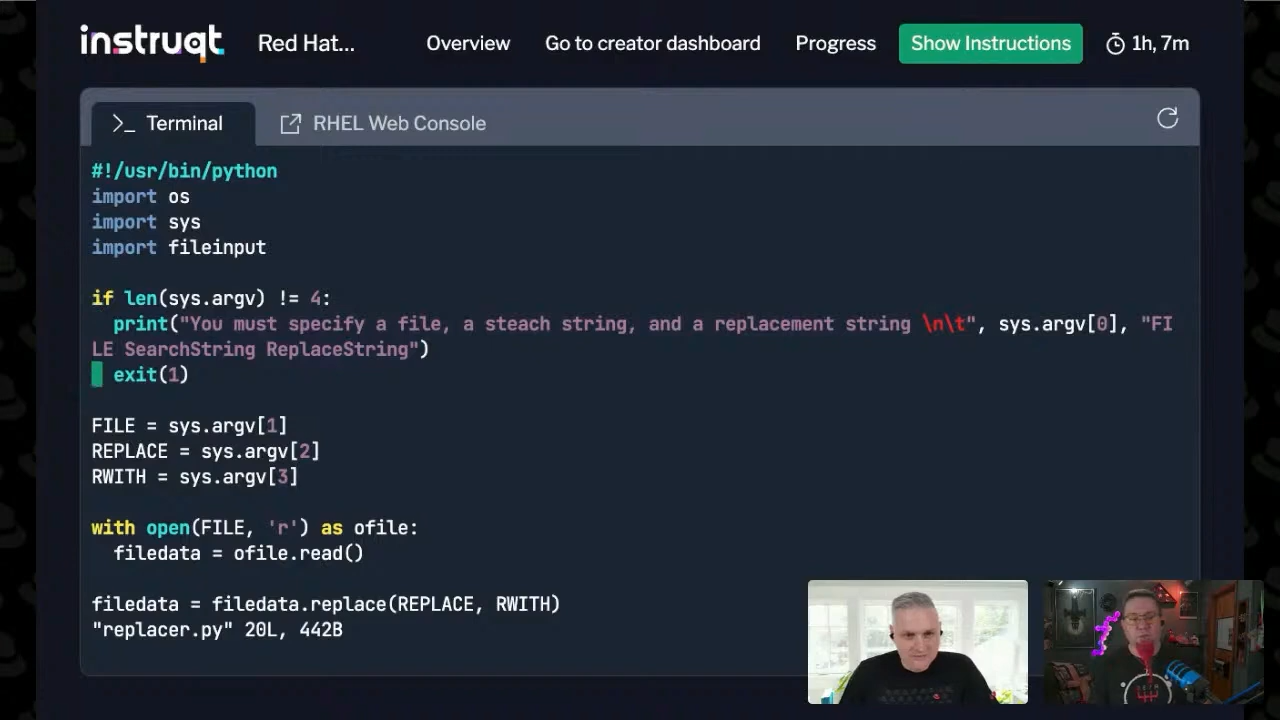 instruqt Red Hat... Overview Go to creator dashboard Progress Show Instructions 1h, 7m
>_ Terminal RHEL Web Console
#!/usr/bin/python
import os
import sys
import fileinput
if len(sys.argv) != 4:
  print("You must specify a file, a steach string, and a replacement string \n\t", sys.argv[0], "FI
LE SearchString ReplaceString")
  exit(1)
FILE = sys.argv[1]
REPLACE = sys.argv[2]
RWITH = sys.argv[3]
with open(FILE, 'r') as ofile:
  filedata = ofile.read()
filedata = filedata.replace(REPLACE, RWITH)
"replacer.py" 20L, 442B